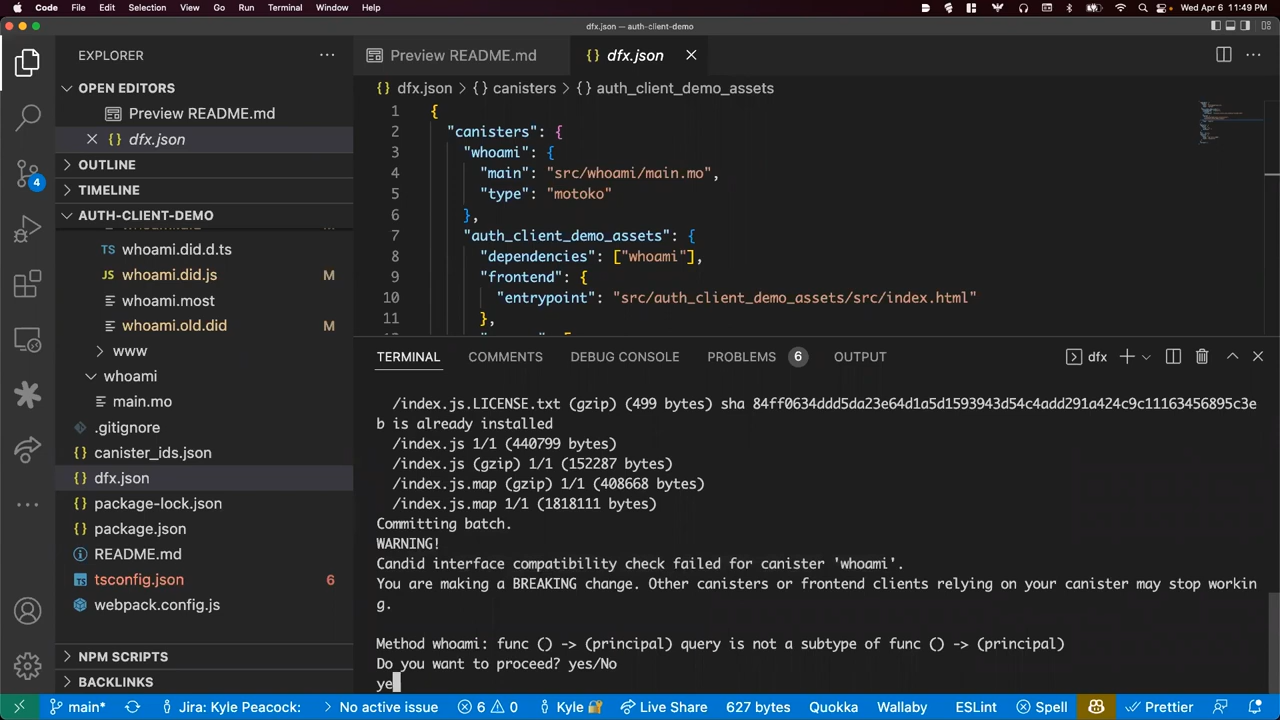 Code File Edit Selection View Go Run Terminal Window Help Wed Apr 6 11:49 PM
dfx.json — auth-client-demo
EXPLORER
OPEN EDITORS
Preview README.md
dfx.json
OUTLINE
TIMELINE
AUTH-CLIENT-DEMO
TS whoami.did.d.ts
JS whoami.did.js M
whoami.most
whoami.old.did M
www
whoami
main.mo
.gitignore
canister_ids.json
dfx.json
package-lock.json
package.json
README.md
tsconfig.json 6
webpack.config.js
NPM SCRIPTS
BACKLINKS
4
Preview README.md
{} dfx.json
{} dfx.json > {} canisters > {} auth_client_demo_assets
1 {
2 "canisters": {
3 "whoami": {
4 "main": "src/whoami/main.mo",
5 "type": "motoko"
6 },
7 "auth_client_demo_assets": {
8 "dependencies": ["whoami"],
9 "frontend": {
10 "entrypoint": "src/auth_client_demo_assets/src/index.html"
11 },
TERMINAL COMMENTS DEBUG CONSOLE PROBLEMS 6 OUTPUT dfx
/index.js.LICENSE.txt (gzip) (499 bytes) sha 84ff0634ddd5da23e64d1a5d1593943d54c4add291a424c9c11163456895c3e
b is already installed
/index.js 1/1 (440799 bytes)
/index.js (gzip) 1/1 (152287 bytes)
/index.js.map (gzip) 1/1 (408668 bytes)
/index.js.map 1/1 (1818111 bytes)
Committing batch.
WARNING!
Candid interface compatibility check failed for canister 'whoami'.
You are making a BREAKING change. Other canisters or frontend clients relying on your canister may stop workin
g.
Method whoami: func () -> (principal) query is not a subtype of func () -> (principal)
Do you want to proceed? yes/No
ye
main* Jira: Kyle Peacock: No active issue 6 0 Kyle Live Share 627 bytes Quokka Wallaby ESLint Spell Prettier